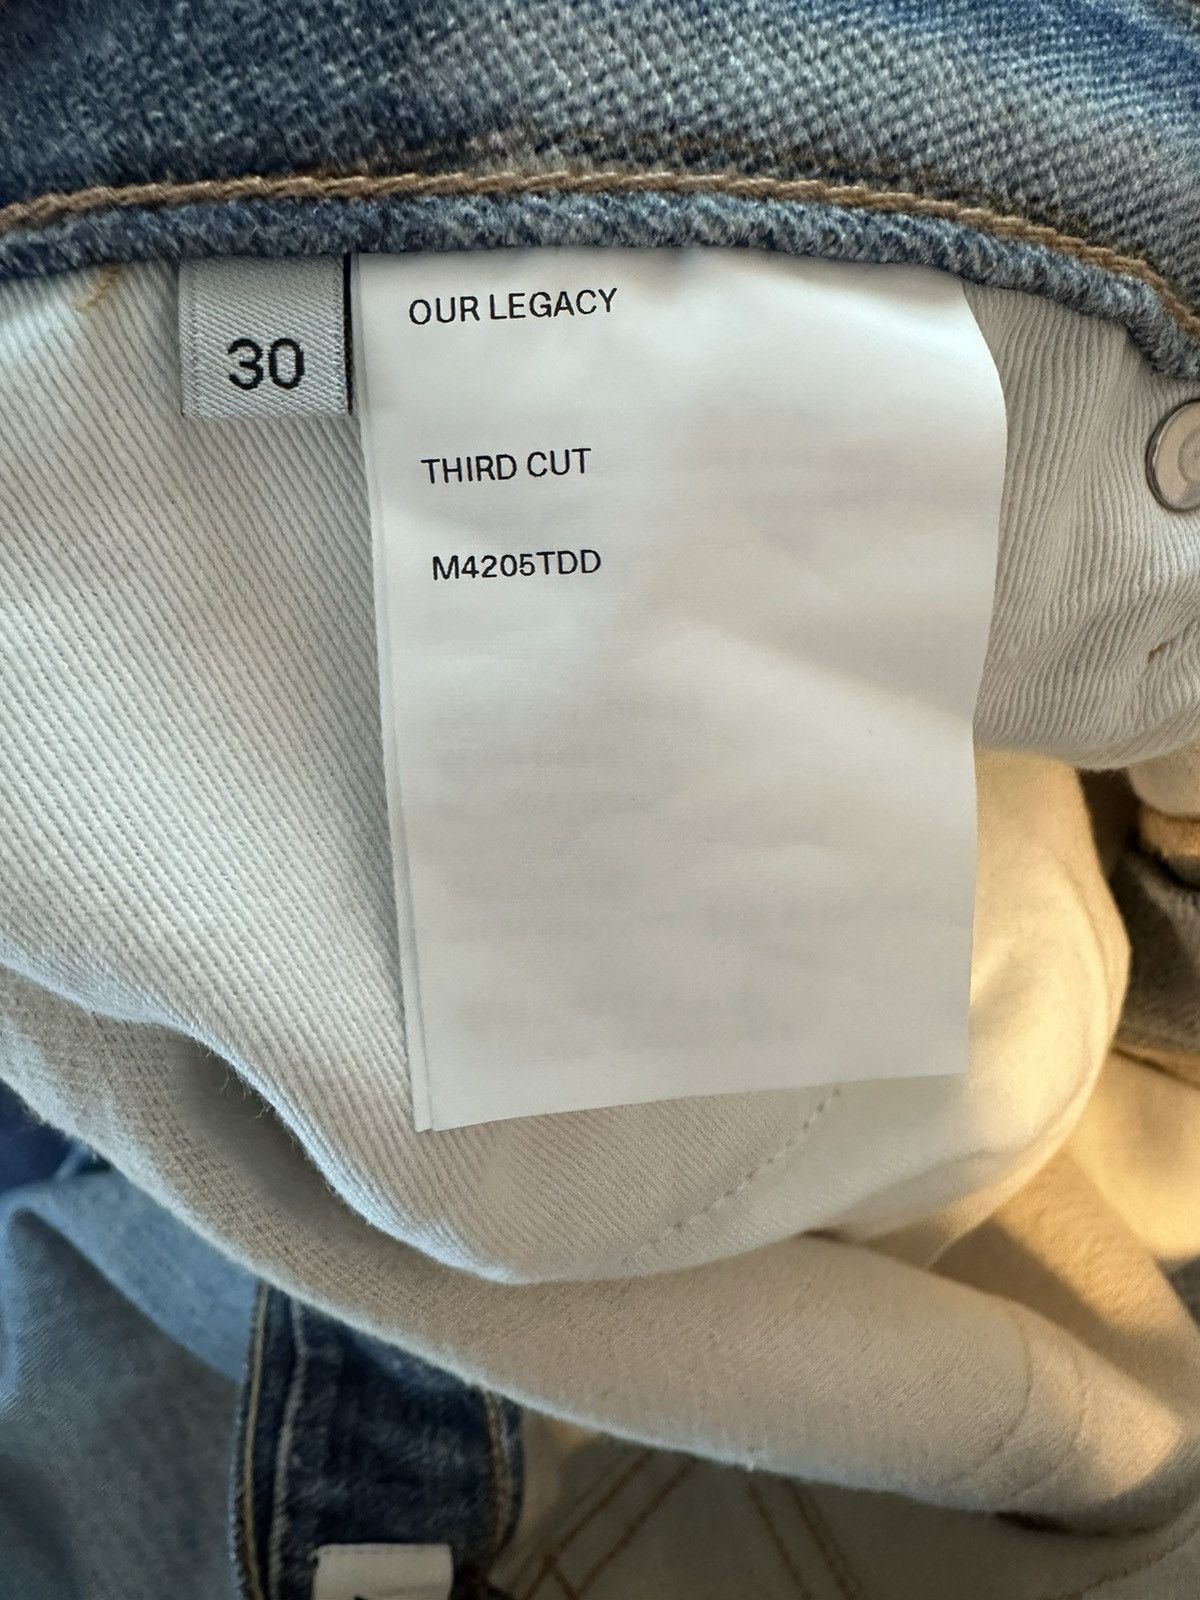 30
OUR LEGACY
THIRD CUT
M4205TDD